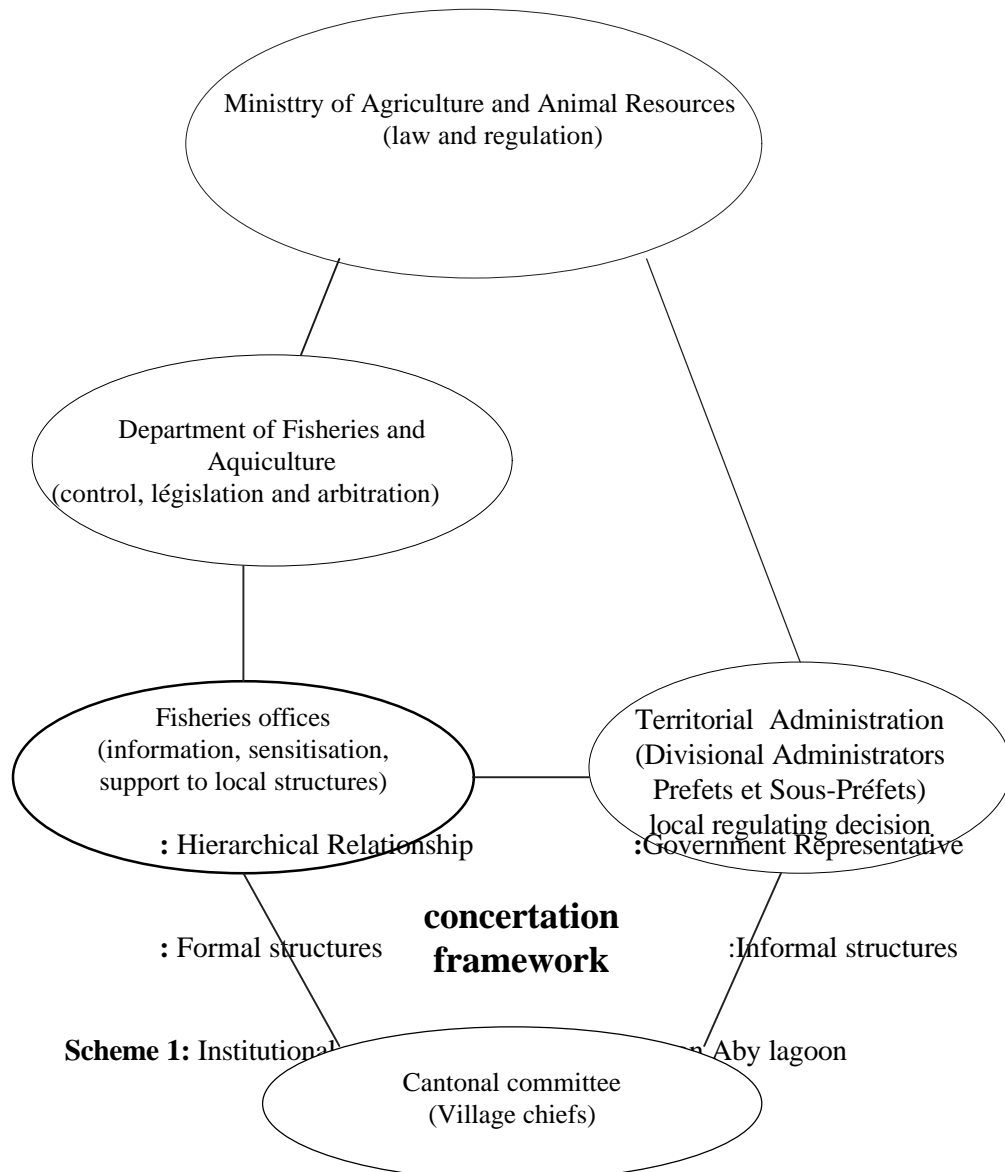 Ministtry of Agriculture and Animal Resources
(law and regulation)
Department of Fisheries and
Aquiculture
(control, législation and arbitration)
Fisheries offices
(information, sensitisation,
support to local structures)
Territorial Administration
(Divisional Administrators
Prefets et Sous-Préfets)
local regulating decision
: Hierarchical Relationship
:Government Representative
concertation
framework
: Formal structures
:Informal structures
Scheme 1: Institutional Aby lagoon
Cantonal committee
(Village chiefs)